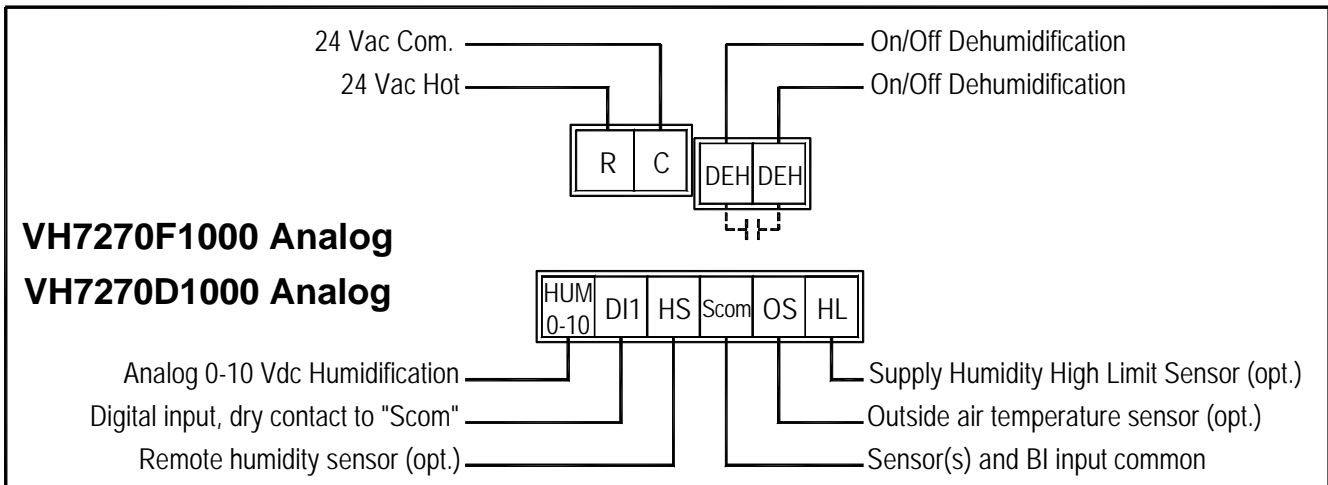 24 Vac Com.
On/Off Dehumidification
24 Vac Hot
On/Off Dehumidification
R
C
DEH
DEH
VH7270F1000 Analog
VH7270D1000 Analog
HUM
0-10
DI1
HS
Scom
OS
HL
Analog 0-10 Vdc Humidification
Supply Humidity High Limit Sensor (opt.)
Digital input, dry contact to "Scom"
Outside air temperature sensor (opt.)
Remote humidity sensor (opt.)
Sensor(s) and BI input common